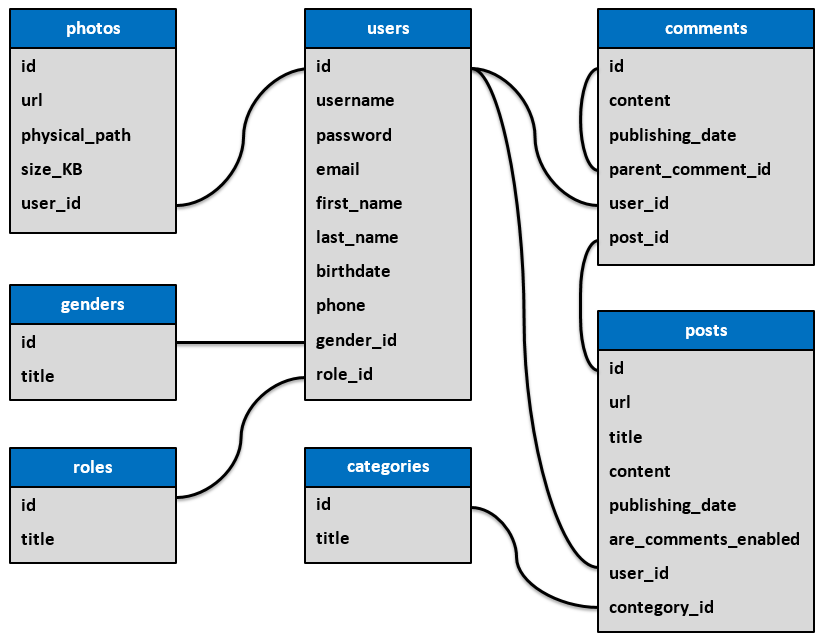 photos
id
url
physical_path
size_KB
user_id
users
id
username
password
email
first_name
last_name
birthdate
phone
gender_id
role_id
comments
id
content
publishing_date
parent_comment_id
user_id
post_id
genders
id
title
posts
id
url
title
content
publishing_date
are_comments_enabled
user_id
contegory_id
roles
id
title
categories
id
title